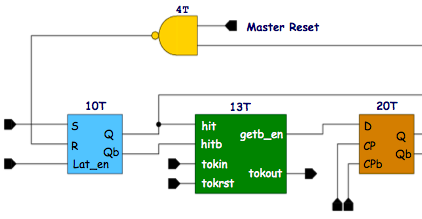 4T
Master Reset
10T
13T
20T
S
Q
hit
getb_en
D
Q
R
Qb
hitb
CP
Qb
Lat_en
tokin
tokout
CPb
tokrst